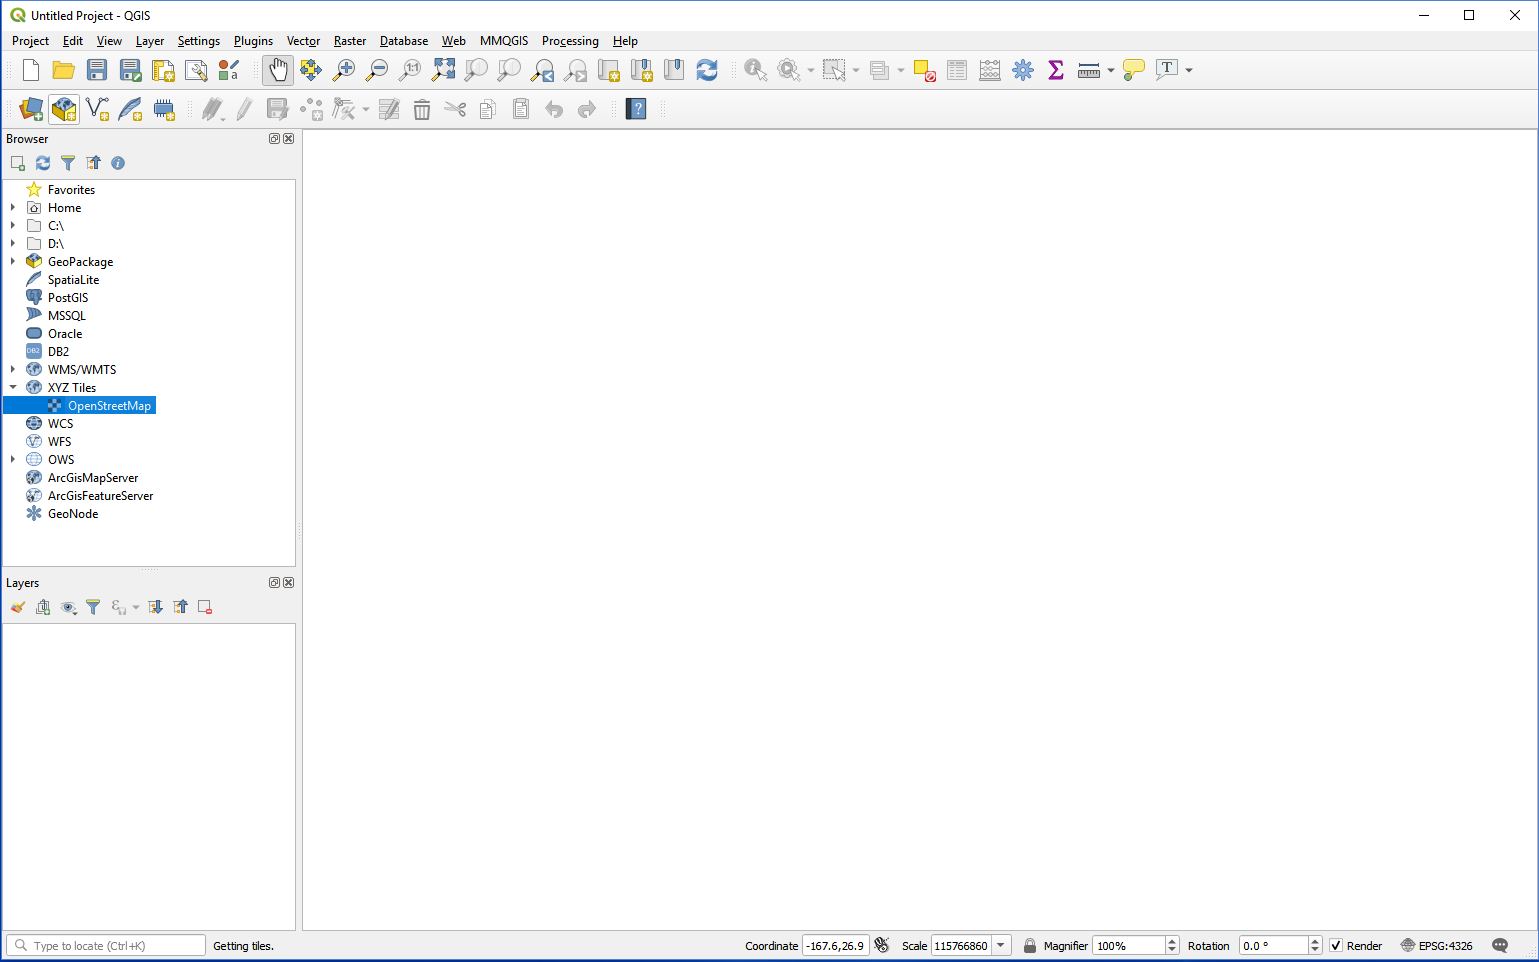 Untitled Project - QGIS
Project Edit View Layer Settings Plugins Vector Raster Database Web MMQGIS Processing Help
1:1
a
T
?
Browser
Favorites
Home
C:\
D:\
GeoPackage
SpatiaLite
PostGIS
MSSQL
Oracle
DB2 DB2
WMS/WMTS
XYZ Tiles
OpenStreetMap
WCS
WFS
OWS
ArcGisMapServer
ArcGisFeatureServer
GeoNode
Layers
Type to locate (Ctrl+K) Getting tiles. Coordinate -167.6,26.9 Scale 115766860 Magnifier 100% Rotation 0.0 ° Render EPSG:4326